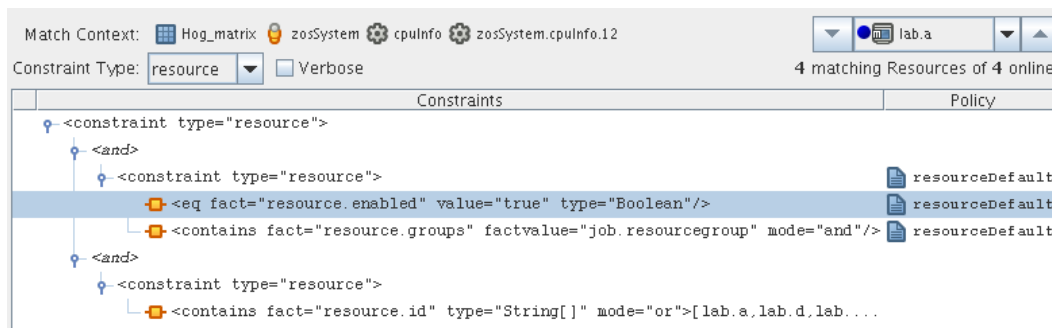 Match Context: Hog_matrix zosSystem cpuInfo zosSystem.cpuInfo.12 lab.a
Constraint Type: resource Verbose 4 matching Resources of 4 online
Constraints Policy
<constraint type="resource">
<and>
<constraint type="resource"> resourceDefault
<eq fact="resource.enabled" value="true" type="Boolean"/> resourceDefault
<contains fact="resource.groups" factvalue="job.resourcegroup" mode="and"/> resourceDefault
<and>
<constraint type="resource">
<contains fact="resource.id" type="String[]" mode="or">[lab.a,lab.d,lab....